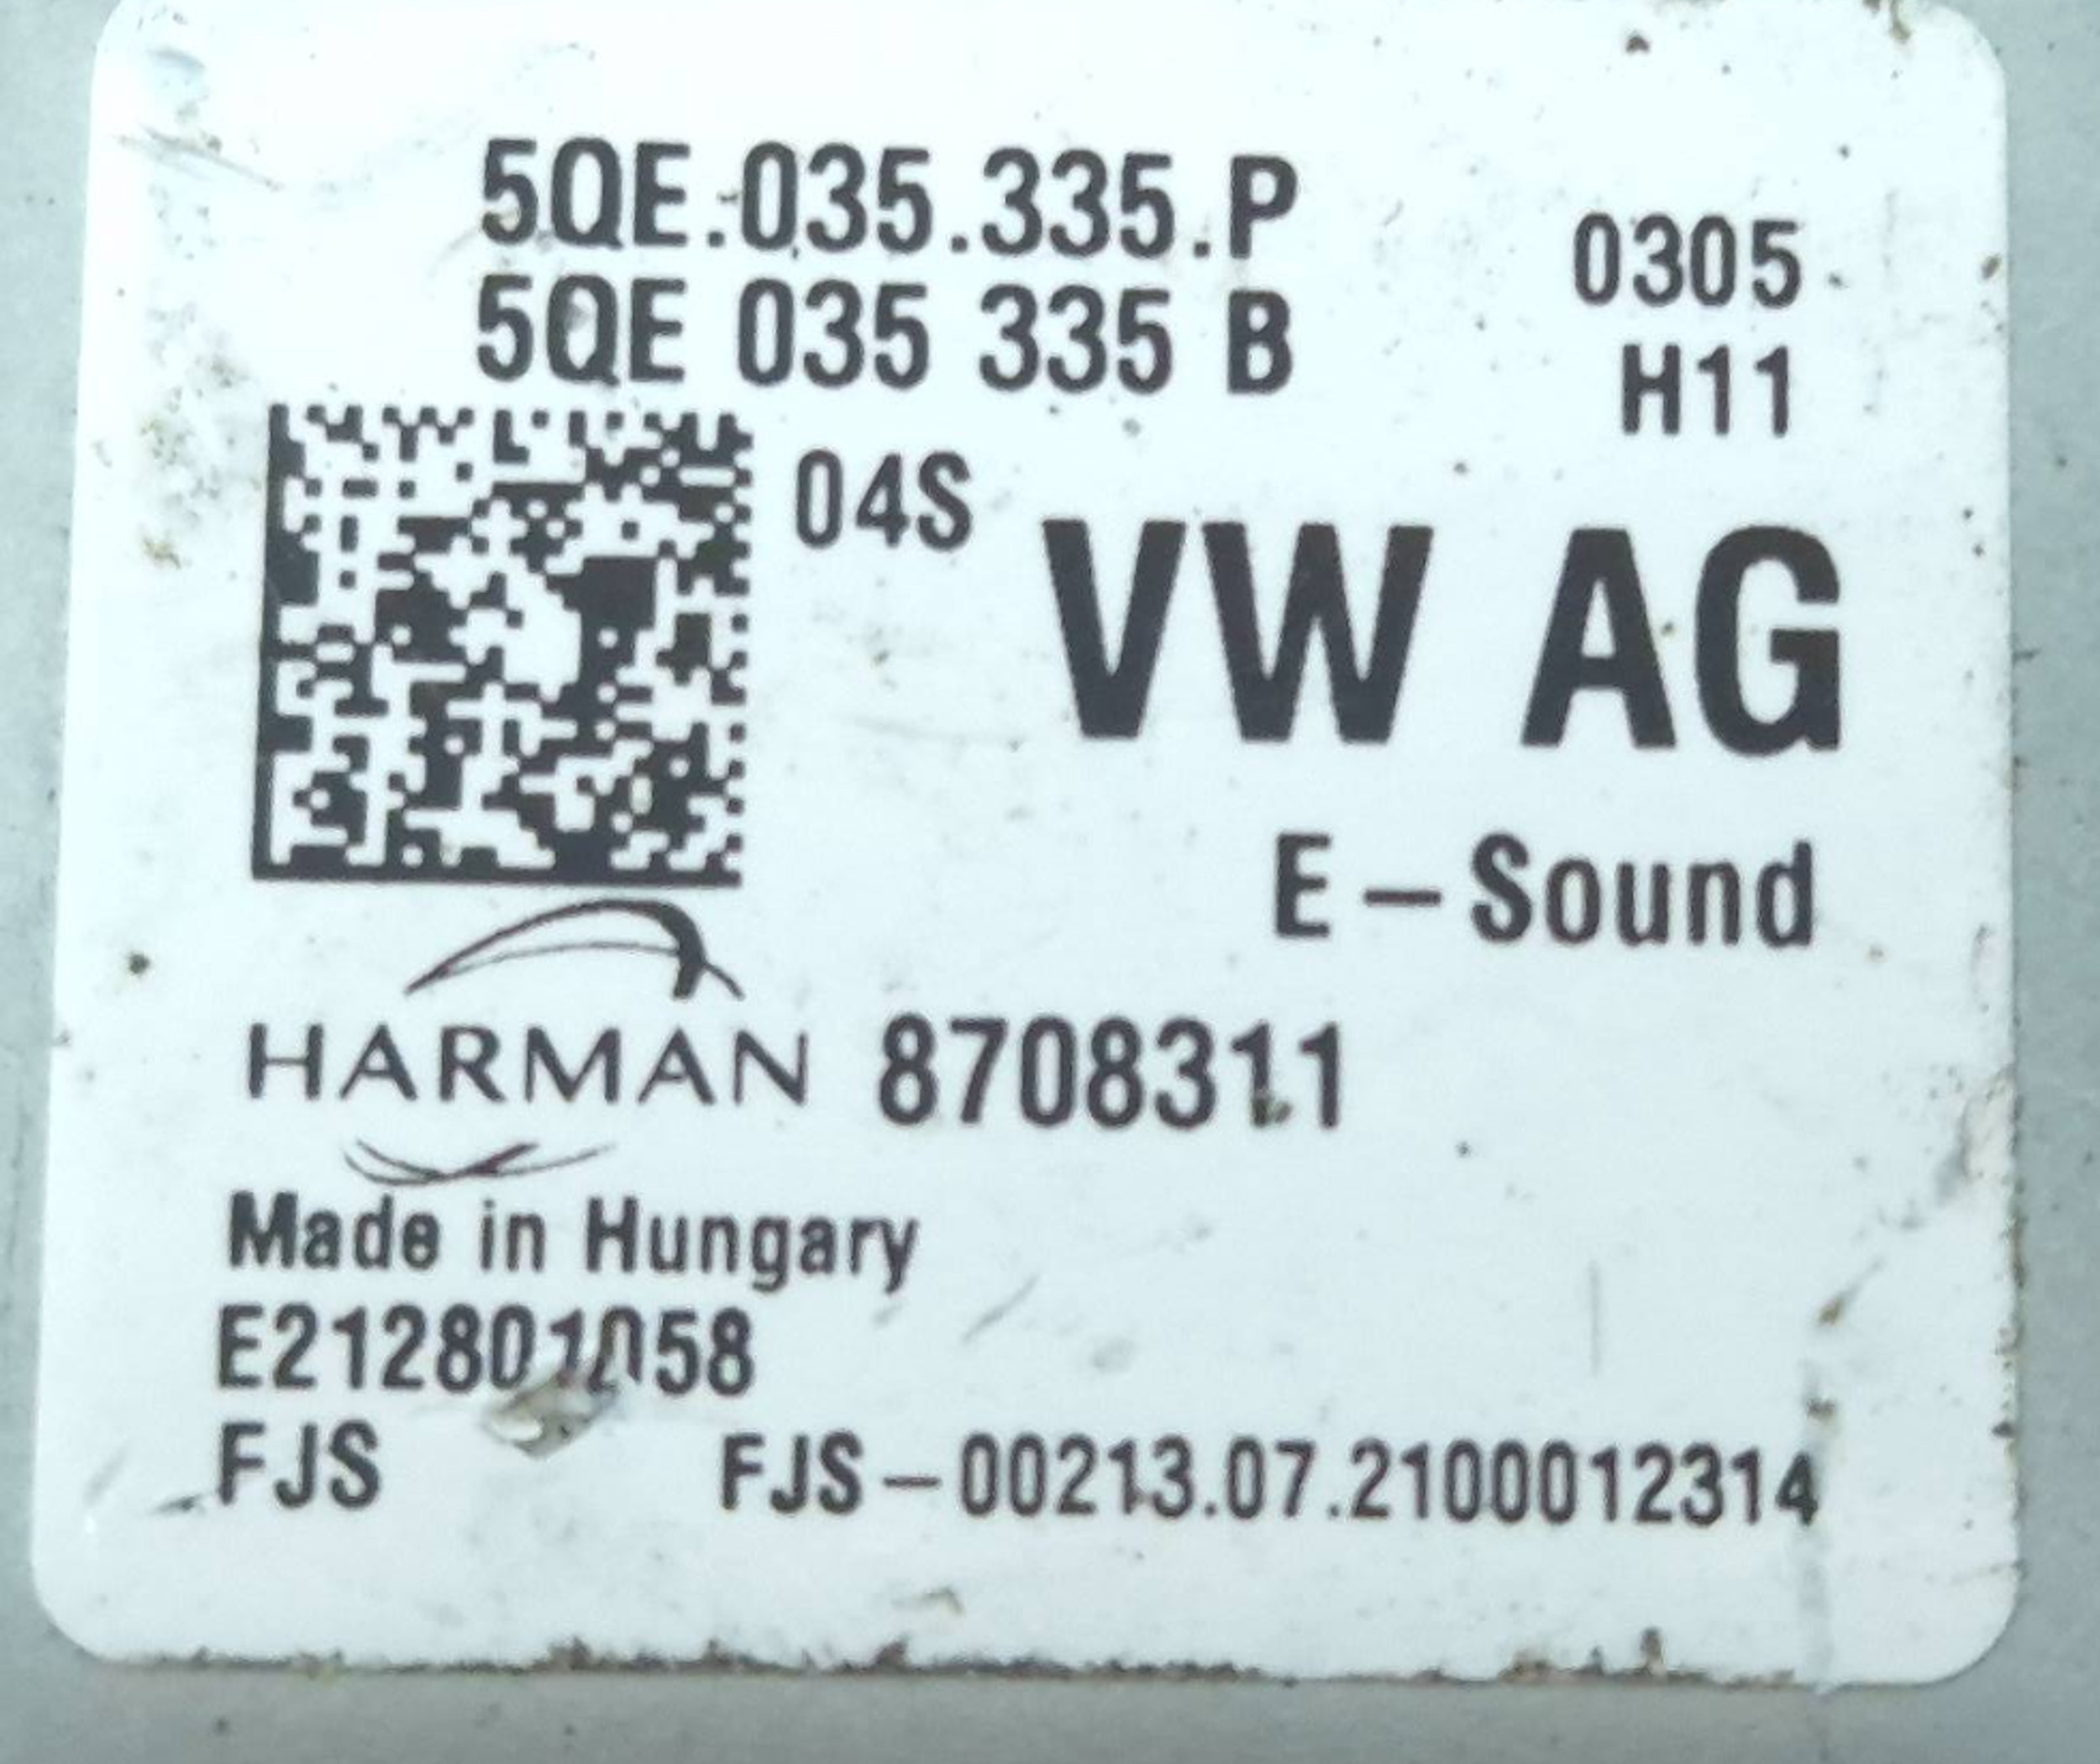 5QE.035.335.P
0305
5QE 035 335 B
H11
04S
VW AG
E-Sound
HARMAN 8708311
Made in Hungary
E212801058
FJS FJS-00213.07.2100012314